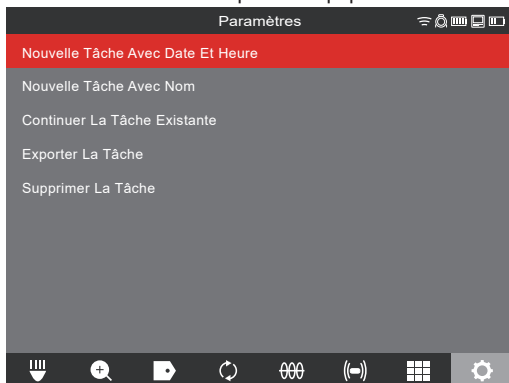 Paramètres
Nouvelle Tâche Avec Date Et Heure
Nouvelle Tâche Avec Nom
Continuer La Tâche Existante
Exporter La Tâche
Supprimer La Tâche